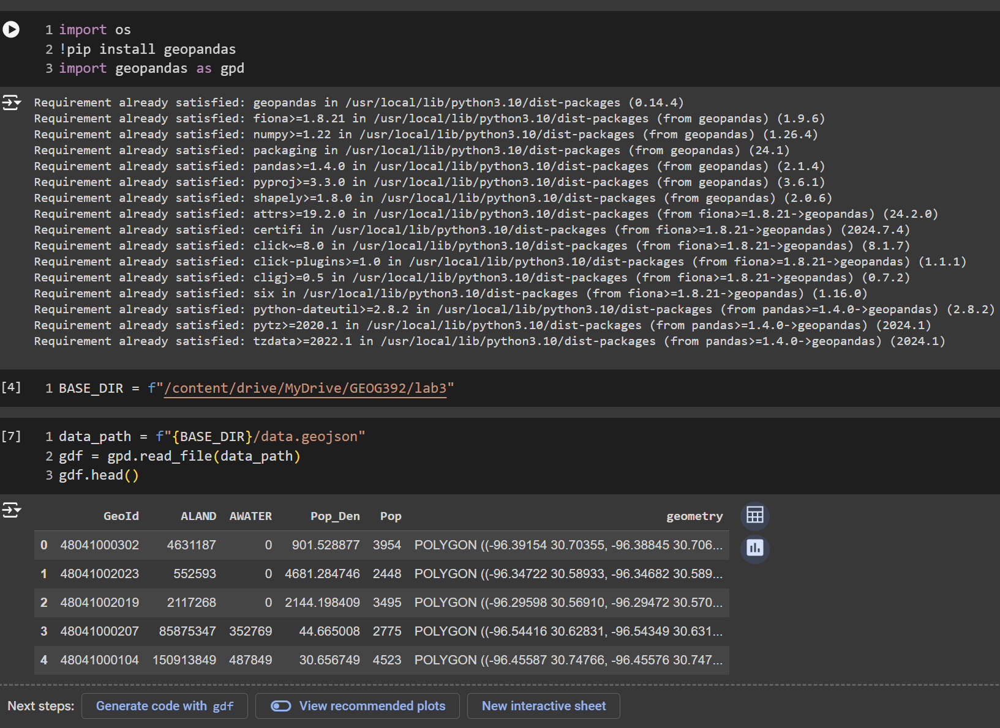 1 import os
2 !pip install geopandas
3 import geopandas as gpd
Requirement already satisfied: geopandas in /usr/local/lib/python3.10/dist-packages (0.14.4)
Requirement already satisfied: fiona>=1.8.21 in /usr/local/lib/python3.10/dist-packages (from geopandas) (1.9.6)
Requirement already satisfied: numpy>=1.22 in /usr/local/lib/python3.10/dist-packages (from geopandas) (1.26.4)
Requirement already satisfied: packaging in /usr/local/lib/python3.10/dist-packages (from geopandas) (24.1)
Requirement already satisfied: pandas>=1.4.0 in /usr/local/lib/python3.10/dist-packages (from geopandas) (2.1.4)
Requirement already satisfied: pyproj>=3.3.0 in /usr/local/lib/python3.10/dist-packages (from geopandas) (3.6.1)
Requirement already satisfied: shapely>=1.8.0 in /usr/local/lib/python3.10/dist-packages (from geopandas) (2.0.6)
Requirement already satisfied: attrs>=19.2.0 in /usr/local/lib/python3.10/dist-packages (from fiona>=1.8.21->geopandas) (24.2.0)
Requirement already satisfied: certifi in /usr/local/lib/python3.10/dist-packages (from fiona>=1.8.21->geopandas) (2024.7.4)
Requirement already satisfied: click~=8.0 in /usr/local/lib/python3.10/dist-packages (from fiona>=1.8.21->geopandas) (8.1.7)
Requirement already satisfied: click-plugins>=1.0 in /usr/local/lib/python3.10/dist-packages (from fiona>=1.8.21->geopandas) (1.1.1)
Requirement already satisfied: cligj>=0.5 in /usr/local/lib/python3.10/dist-packages (from fiona>=1.8.21->geopandas) (0.7.2)
Requirement already satisfied: six in /usr/local/lib/python3.10/dist-packages (from fiona>=1.8.21->geopandas) (1.16.0)
Requirement already satisfied: python-dateutil>=2.8.2 in /usr/local/lib/python3.10/dist-packages (from pandas>=1.4.0->geopandas) (2.8.2)
Requirement already satisfied: pytz>=2020.1 in /usr/local/lib/python3.10/dist-packages (from pandas>=1.4.0->geopandas) (2024.1)
Requirement already satisfied: tzdata>=2022.1 in /usr/local/lib/python3.10/dist-packages (from pandas>=1.4.0->geopandas) (2024.1)
[4] 1 BASE_DIR = f"/content/drive/MyDrive/GEOG392/lab3"
[7] 1 data_path = f"{BASE_DIR}/data.geojson"
2 gdf = gpd.read_file(data_path)
3 gdf.head()
GeoId ALAND AWATER Pop_Den Pop geometry
0 48041000302 4631187 0 901.528877 3954 POLYGON ((-96.39154 30.70355, -96.38845 30.706...
1 48041002023 552593 0 4681.284746 2448 POLYGON ((-96.34722 30.58933, -96.34682 30.589...
2 48041002019 2117268 0 2144.198409 3495 POLYGON ((-96.29598 30.56910, -96.29472 30.570...
3 48041000207 85875347 352769 44.665008 2775 POLYGON ((-96.54416 30.62831, -96.54349 30.631...
4 48041000104 150913849 487849 30.656749 4523 POLYGON ((-96.45587 30.74766, -96.45576 30.747...
Next steps: Generate code with gdf View recommended plots New interactive sheet